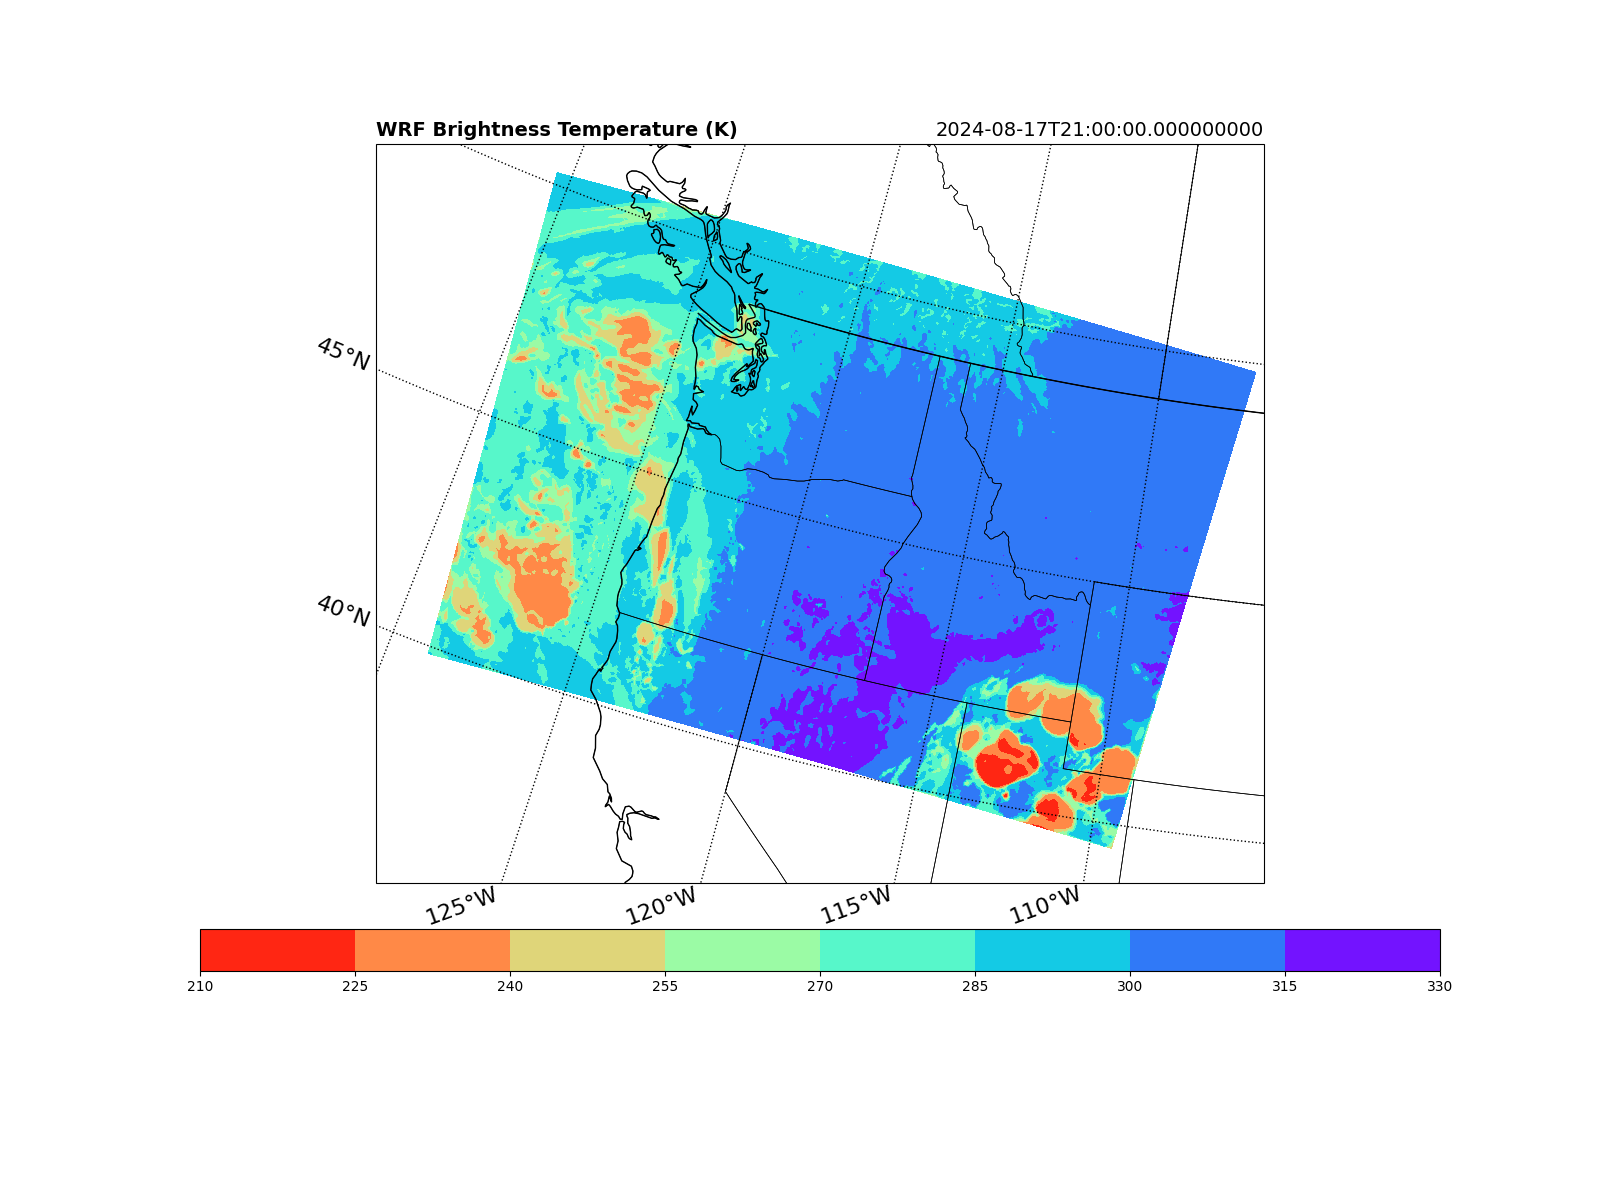 WRF Brightness Temperature (K) 2024-08-17T21:00:00.000000000
45°N
40°N
125°W 120°W 115°W 110°W
210 225 240 255 270 285 300 315 330